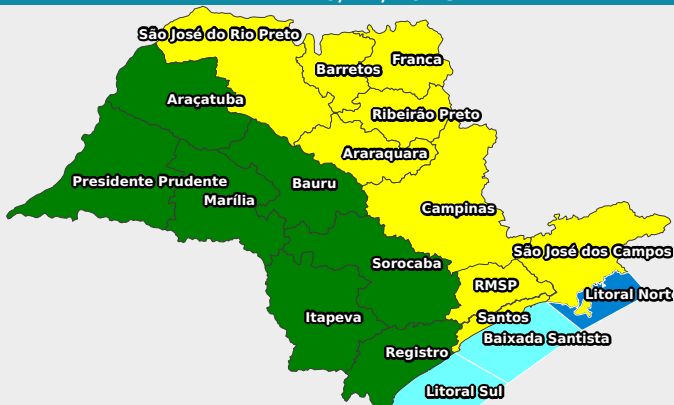 São José do Rio Preto
Franca
Barretos
Araçatuba
Ribeirão Preto
Araraquara
Presidente Prudente
Bauru
Marília
Campinas
São José dos Campos
Sorocaba
RMSP
Litoral Nort
Itapeva
Santos
Baixada Santista
Registro
Litoral Sul